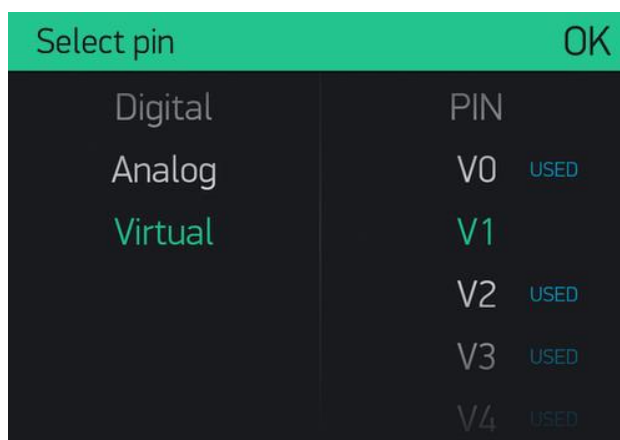 Select pin OK
Digital PIN
Analog V0 USED
Virtual V1
V2 USED
V3 USED
V4 USED